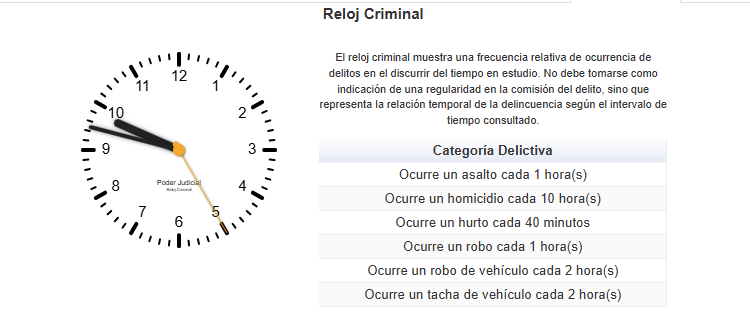 Reloj Criminal
El reloj criminal muestra una frecuencia relativa de ocurrencia de
delitos en el discurrir del tiempo en estudio. No debe tomarse como
indicación de una regularidad en la comisión del delito, sino que
representa la relación temporal de la delincuencia según el intervalo de
tiempo consultado.
12
1
2
3
4
5
6
7
8
9
10
11
Poder Judicial
Reloj Criminal
Categoría Delictiva
Ocurre un asalto cada 1 hora(s)
Ocurre un homicidio cada 10 hora(s)
Ocurre un hurto cada 40 minutos
Ocurre un robo cada 1 hora(s)
Ocurre un robo de vehículo cada 2 hora(s)
Ocurre un tacha de vehículo cada 2 hora(s)